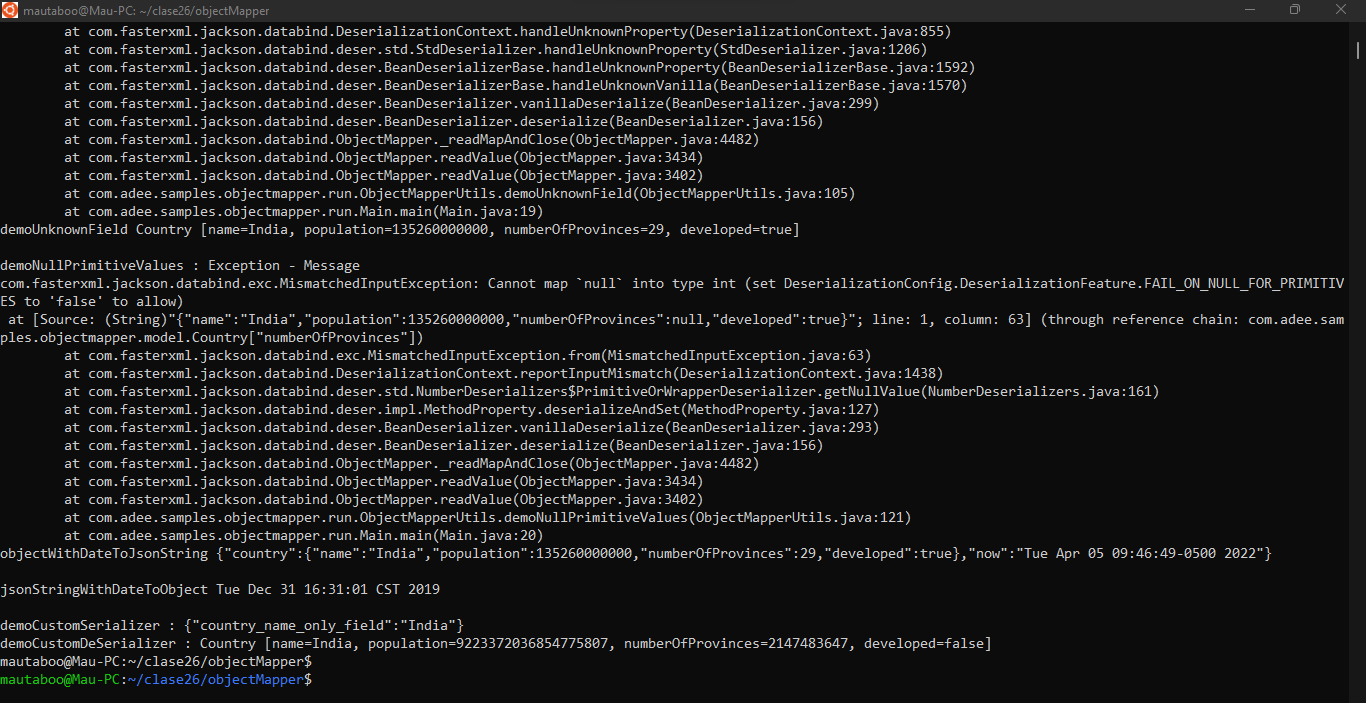 mautaboo@Mau-PC: ~/clase26/objectMapper
at com.fasterxml.jackson.databind.DeserializationContext.handleUnknownProperty(DeserializationContext.java:855)
at com.fasterxml.jackson.databind.deser.std.StdDeserializer.handleUnknownProperty(StdDeserializer.java:1206)
at com.fasterxml.jackson.databind.deser.BeanDeserializerBase.handleUnknownProperty(BeanDeserializerBase.java:1592)
at com.fasterxml.jackson.databind.deser.BeanDeserializerBase.handleUnknownVanilla(BeanDeserializerBase.java:1570)
at com.fasterxml.jackson.databind.deser.BeanDeserializer.vanillaDeserialize(BeanDeserializer.java:299)
at com.fasterxml.jackson.databind.deser.BeanDeserializer.deserialize(BeanDeserializer.java:156)
at com.fasterxml.jackson.databind.ObjectMapper._readMapAndClose(ObjectMapper.java:4482)
at com.fasterxml.jackson.databind.ObjectMapper.readValue(ObjectMapper.java:3434)
at com.fasterxml.jackson.databind.ObjectMapper.readValue(ObjectMapper.java:3402)
at com.adee.samples.objectmapper.run.ObjectMapperUtils.demoUnknownField(ObjectMapperUtils.java:105)
at com.adee.samples.objectmapper.run.Main.main(Main.java:19)
demoUnknownField Country [name=India, population=135260000000, numberOfProvinces=29, developed=true]
demoNullPrimitiveValues : Exception - Message
com.fasterxml.jackson.databind.exc.MismatchedInputException: Cannot map `null` into type int (set DeserializationConfig.DeserializationFeature.FAIL_ON_NULL_FOR_PRIMITIV
ES to 'false' to allow)
at [Source: (String)"{"name":"India","population":135260000000,"numberOfProvinces":null,"developed":true}"; line: 1, column: 63] (through reference chain: com.adee.sam
ples.objectmapper.model.Country["numberOfProvinces"])
at com.fasterxml.jackson.databind.exc.MismatchedInputException.from(MismatchedInputException.java:63)
at com.fasterxml.jackson.databind.DeserializationContext.reportInputMismatch(DeserializationContext.java:1438)
at com.fasterxml.jackson.databind.deser.std.NumberDeserializers$PrimitiveOrWrapperDeserializer.getNullValue(NumberDeserializers.java:161)
at com.fasterxml.jackson.databind.deser.impl.MethodProperty.deserializeAndSet(MethodProperty.java:127)
at com.fasterxml.jackson.databind.deser.BeanDeserializer.vanillaDeserialize(BeanDeserializer.java:293)
at com.fasterxml.jackson.databind.deser.BeanDeserializer.deserialize(BeanDeserializer.java:156)
at com.fasterxml.jackson.databind.ObjectMapper._readMapAndClose(ObjectMapper.java:4482)
at com.fasterxml.jackson.databind.ObjectMapper.readValue(ObjectMapper.java:3434)
at com.fasterxml.jackson.databind.ObjectMapper.readValue(ObjectMapper.java:3402)
at com.adee.samples.objectmapper.run.ObjectMapperUtils.demoNullPrimitiveValues(ObjectMapperUtils.java:121)
at com.adee.samples.objectmapper.run.Main.main(Main.java:20)
objectWithDateToJsonString {"country":{"name":"India","population":135260000000,"numberOfProvinces":29,"developed":true},"now":"Tue Apr 05 09:46:49-0500 2022"}
jsonStringWithDateToObject Tue Dec 31 16:31:01 CST 2019
demoCustomSerializer : {"country_name_only_field":"India"}
demoCustomDeSerializer : Country [name=India, population=9223372036854775807, numberOfProvinces=2147483647, developed=false]
mautaboo@Mau-PC:~/clase26/objectMapper$
mautaboo@Mau-PC:~/clase26/objectMapper$